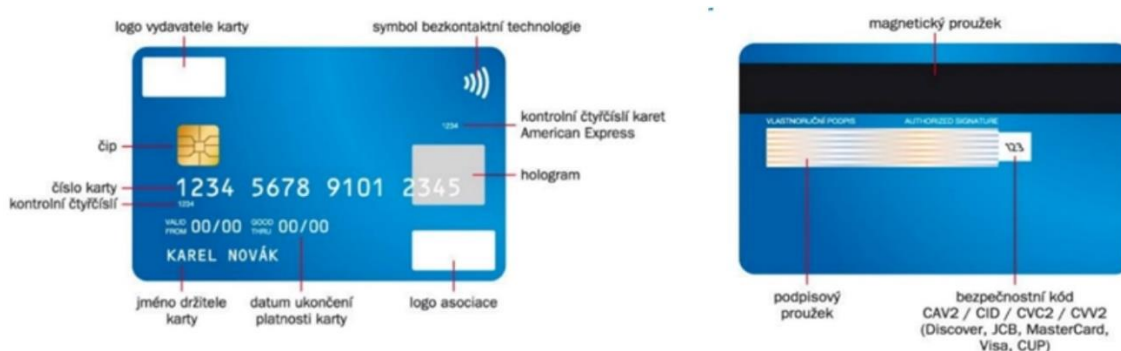 logo vydavatele karty
symbol bezkontaktní technologie
1234
kontrolní čtyřčíslí karet
American Express
čip
hologram
číslo karty
1234 5678 9101 2345
kontrolní čtyřčíslí
1234
VALID FROM 00/00 GOOD THRU 00/00
KAREL NOVÁK
jméno držitele
karty
datum ukončení
platnosti karty
logo asociace
magnetický proužek
VLASTNORUČNÍ PODPIS AUTHORIZED SIGNATURE
123
podpisový
proužek
bezpečnostní kód
CAV2 / CID / CVC2 / CVV2
(Discover, JCB, MasterCard,
Visa, CUP)